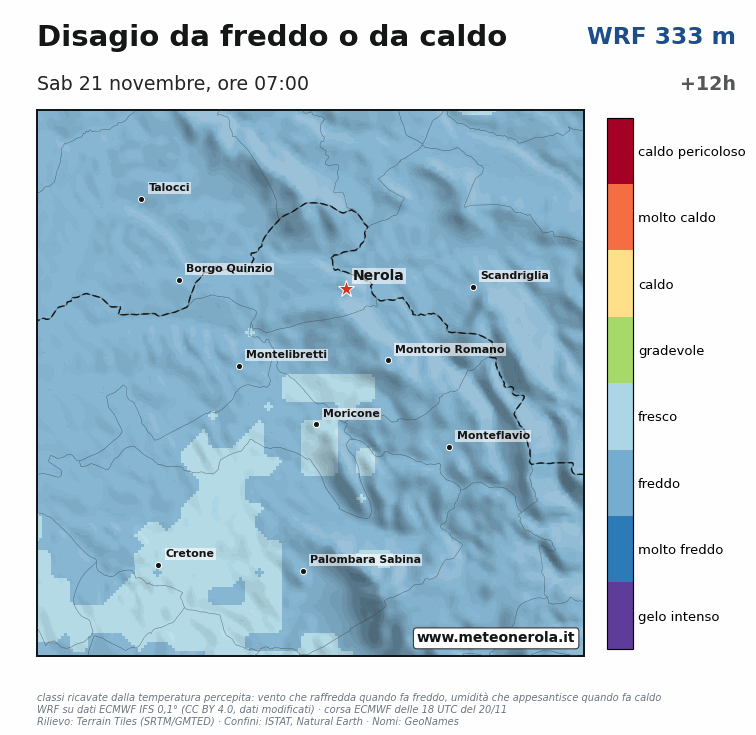 Disagio da freddo o da caldo
WRF 333 m
Sab 21 novembre, ore 07:00
+12h
Talocci
Borgo Quinzio
Nerola
Scandriglia
Montelibretti
Montorio Romano
Moricone
Monteflavio
Cretone
Palombara Sabina
www.meteonerola.it
caldo pericoloso
molto caldo
caldo
gradevole
fresco
freddo
molto freddo
gelo intenso
classi ricavate dalla temperatura percepita: vento che raffredda quando fa freddo, umidità che appesantisce quando fa caldo
WRF su dati ECMWF IFS 0,1° (CC BY 4.0, dati modificati) · corsa ECMWF delle 18 UTC del 20/11
Rilievo: Terrain Tiles (SRTM/GMTED) · Confini: ISTAT, Natural Earth · Nomi: GeoNames